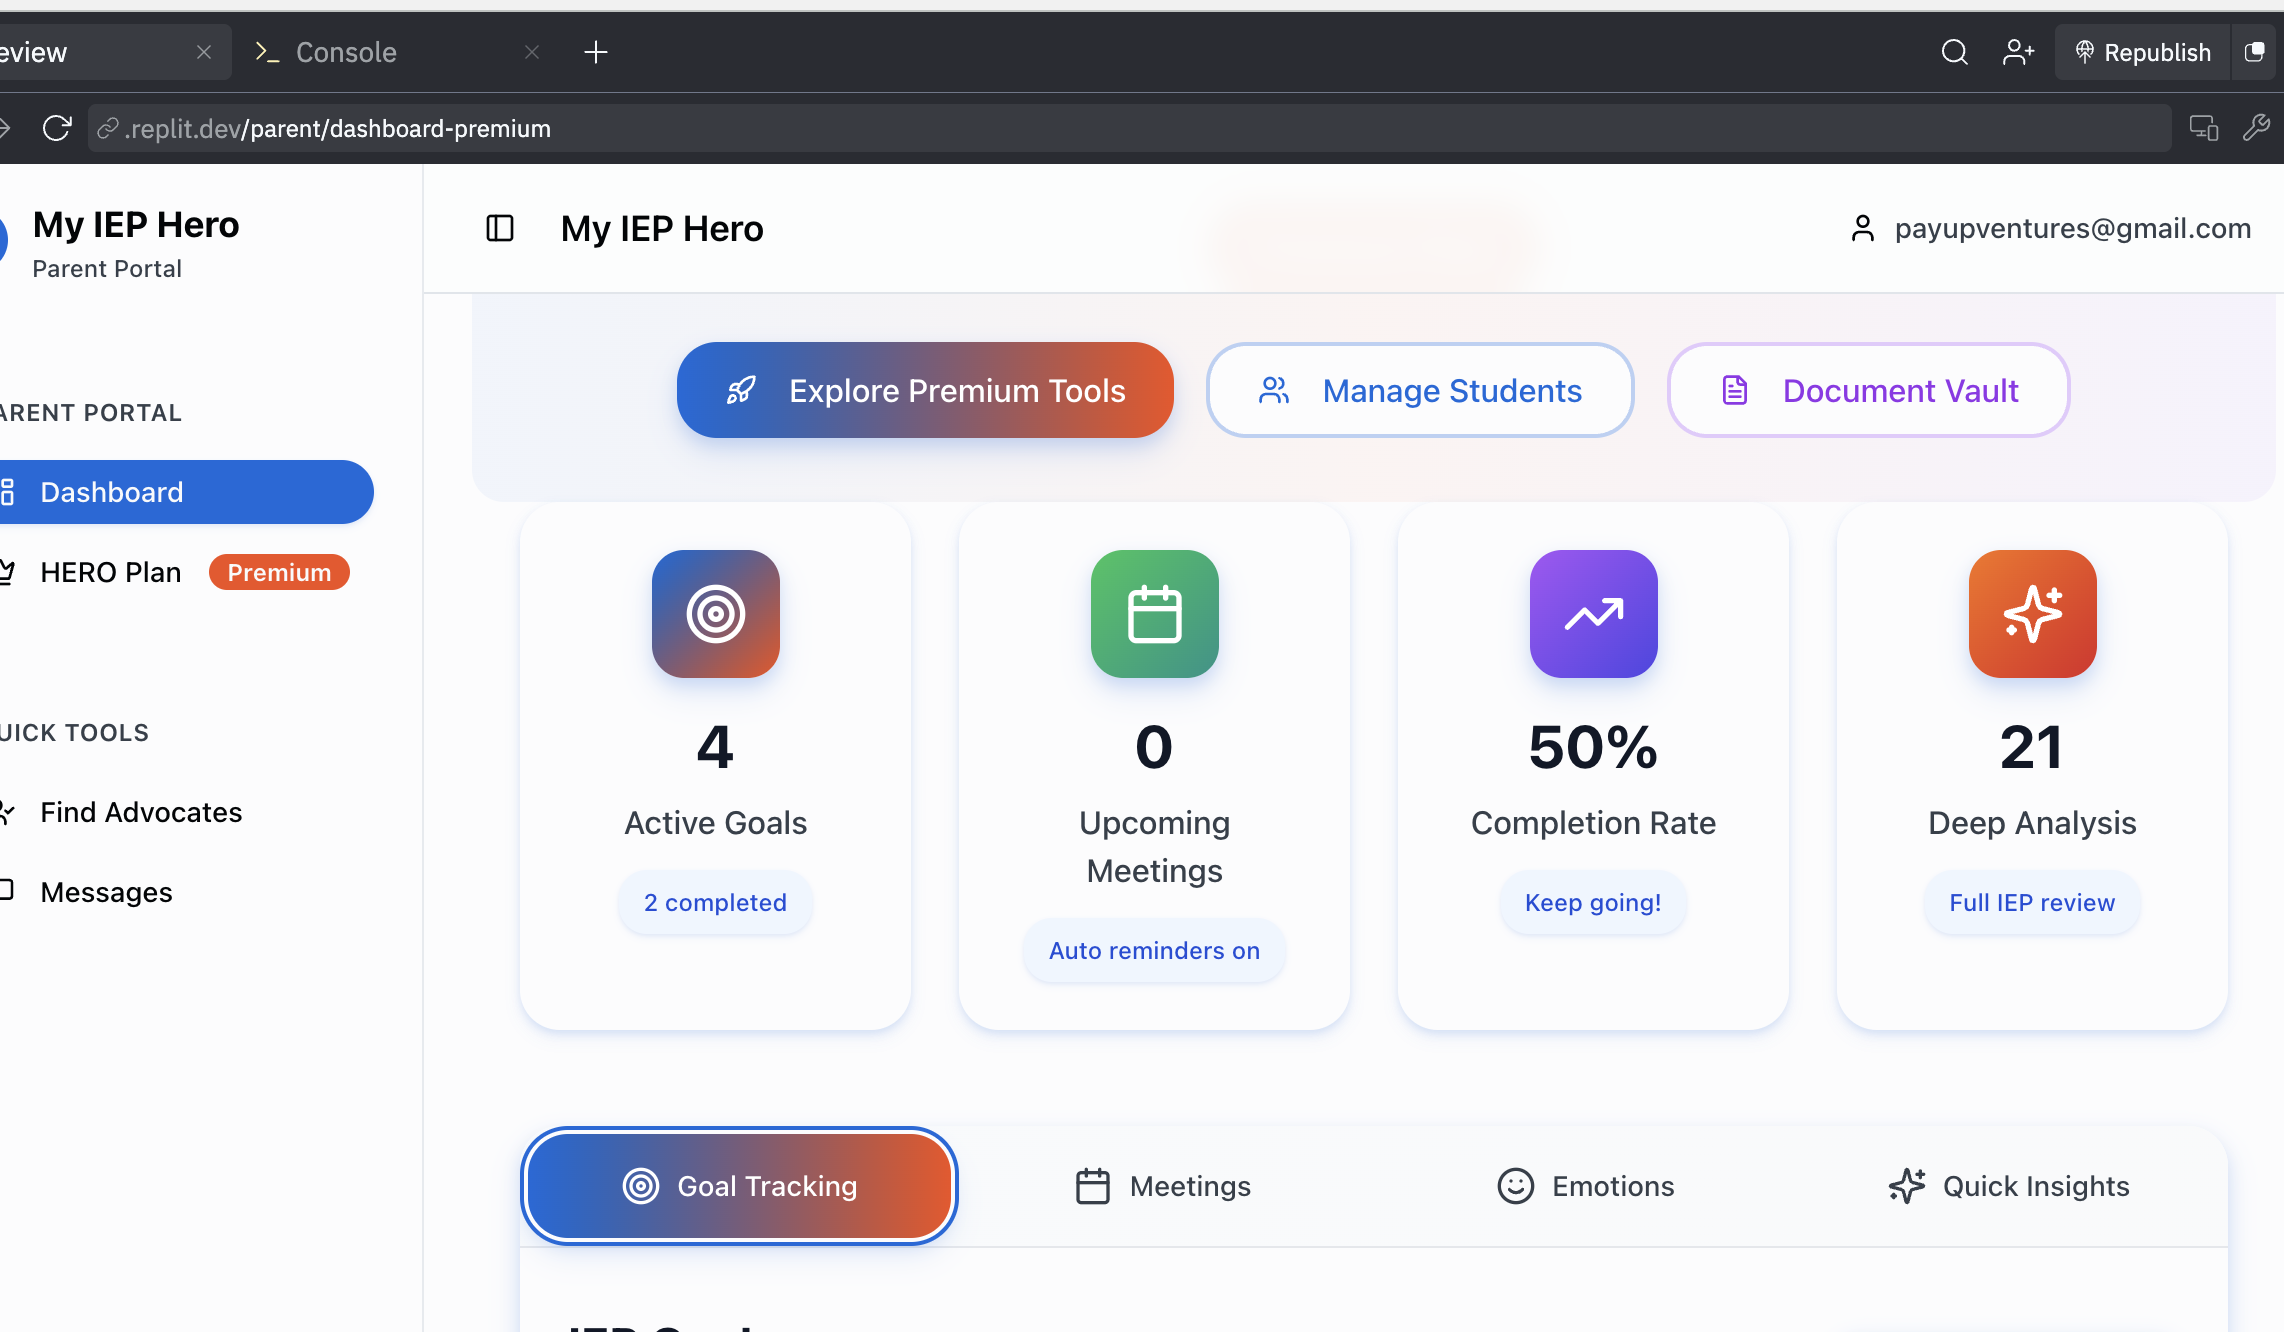 eview
Console
Republish
.replit.dev/parent/dashboard-premium
My IEP Hero
Parent Portal
ARENT PORTAL
Dashboard
HERO Plan Premium
UICK TOOLS
Find Advocates
Messages
My IEP Hero
payupventures@gmail.com
Explore Premium Tools
Manage Students
Document Vault
4
Active Goals
2 completed
0
Upcoming
Meetings
Auto reminders on
50%
Completion Rate
Keep going!
21
Deep Analysis
Full IEP review
Goal Tracking
Meetings
Emotions
Quick Insights